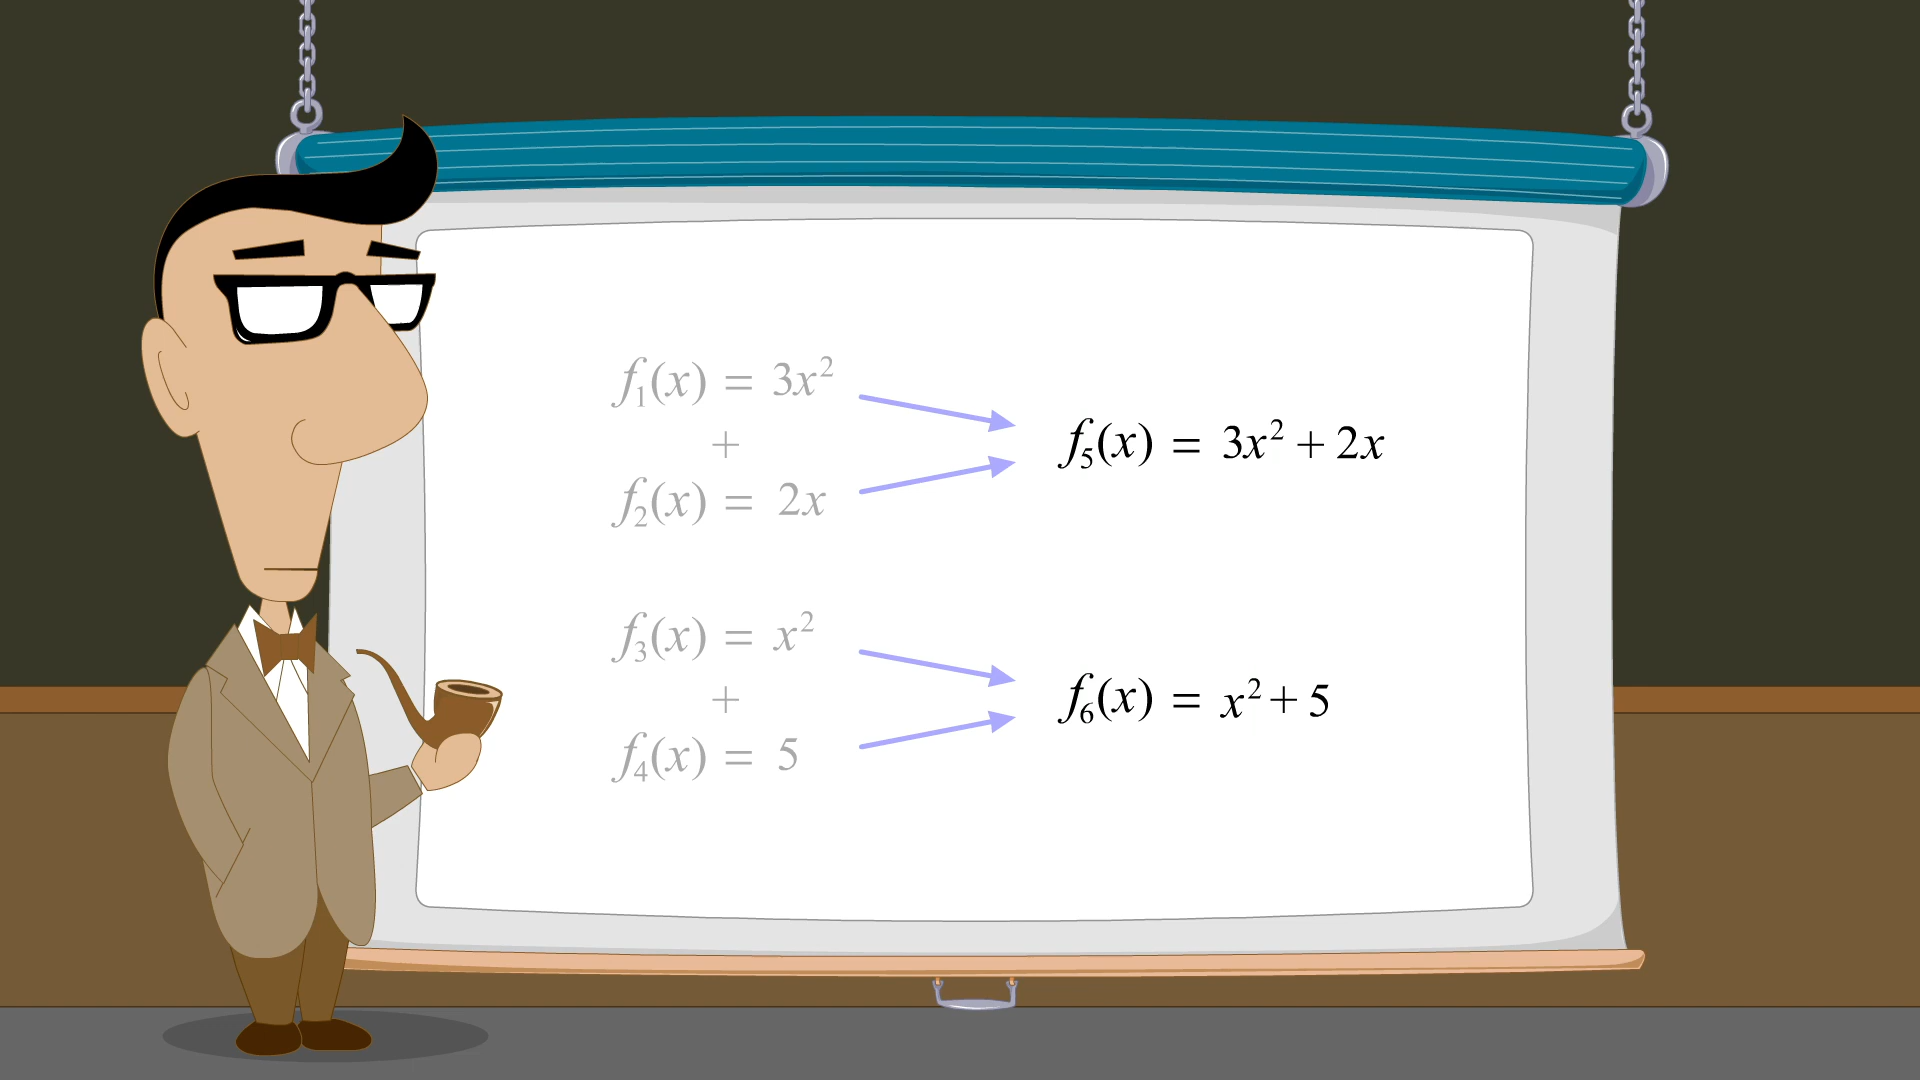 f₁(x) = 3x²
+
f₂(x) = 2x
f₅(x) = 3x² + 2x
f₃(x) = x²
+
f₄(x) = 5
f₆(x) = x² + 5